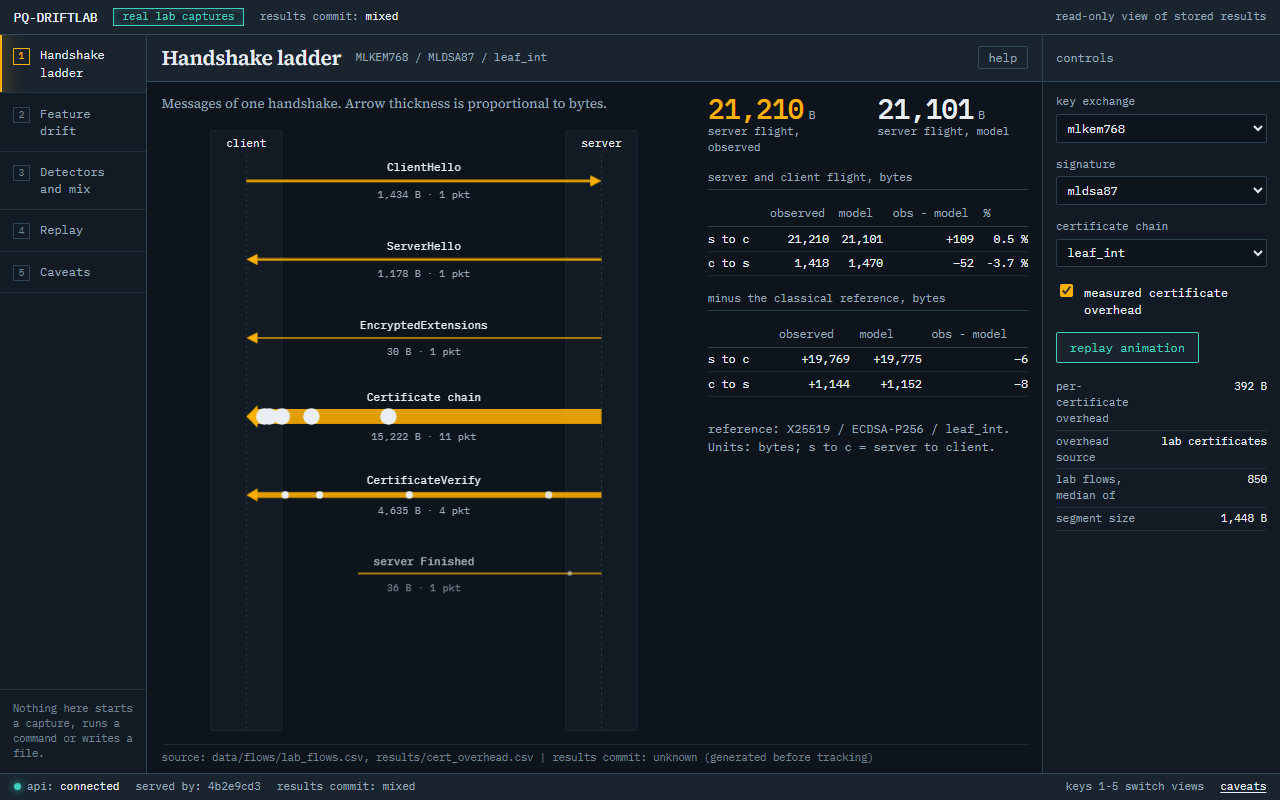 PQ-DRIFTLAB real lab captures results commit: mixed read-only view of stored results
1 Handshake ladder
2 Feature drift
3 Detectors and mix
4 Replay
5 Caveats
Nothing here starts
a capture, runs a
command or writes a
file.
Handshake ladder MLKEM768 / MLDSA87 / leaf_int help
Messages of one handshake. Arrow thickness is proportional to bytes.
client server
ClientHello
1,434 B · 1 pkt
ServerHello
1,178 B · 1 pkt
EncryptedExtensions
30 B · 1 pkt
Certificate chain
15,222 B · 11 pkt
CertificateVerify
4,635 B · 4 pkt
server Finished
36 B · 1 pkt
21,210 B
server flight,
observed
21,101 B
server flight, model
server and client flight, bytes
observed model obs - model %
s to c 21,210 21,101 +109 0.5 %
c to s 1,418 1,470 −52 -3.7 %
minus the classical reference, bytes
observed model obs - model
s to c +19,769 +19,775 −6
c to s +1,144 +1,152 −8
reference: X25519 / ECDSA-P256 / leaf_int.
Units: bytes; s to c = server to client.
source: data/flows/lab_flows.csv, results/cert_overhead.csv | results commit: unknown (generated before tracking)
controls
key exchange
mlkem768
signature
mldsa87
certificate chain
leaf_int
measured certificate
overhead
replay animation
per-certificate overhead 392 B
overhead source lab certificates
lab flows, median of 850
segment size 1,448 B
api: connected served by: 4b2e9cd3 results commit: mixed keys 1-5 switch views caveats